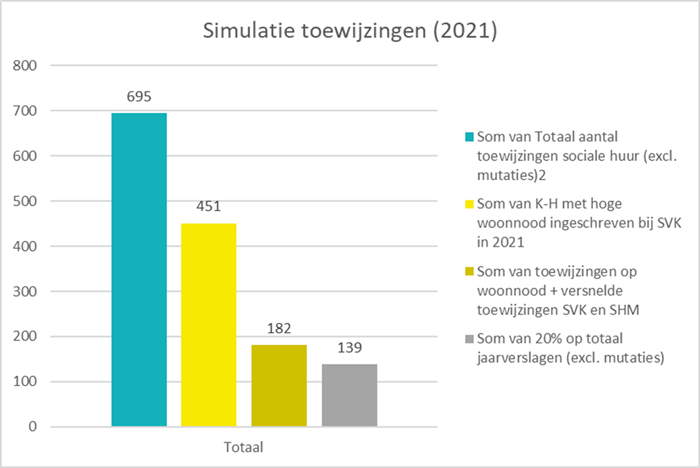 Simulatie toewijzingen (2021)
800
700
600
500
400
300
200
100
0
695
451
182
139
Totaal
Som van Totaal aantal
toewijzingen sociale huur (excl.
mutaties)2
Som van K-H met hoge
woonnood ingeschreven bij SVK
in 2021
Som van toewijzingen op
woonnood + versnelde
toewijzingen SVK en SHM
Som van 20% op totaal
jaarverslagen (excl. mutaties)